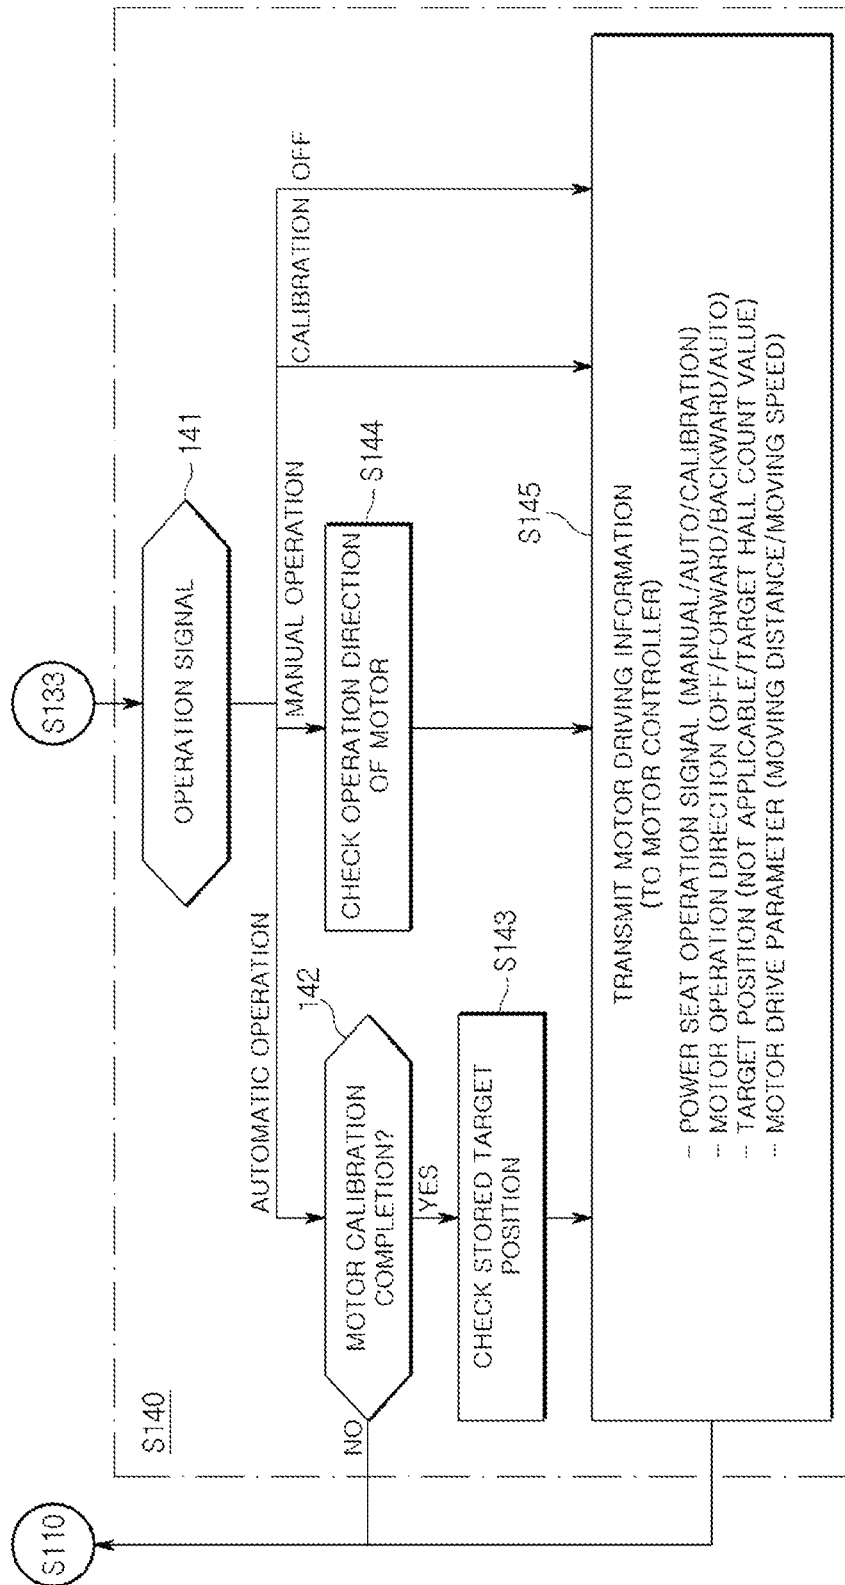 S110
S133
S140
OPERATION SIGNAL
141
AUTOMATIC OPERATION
MANUAL OPERATION
CALIBRATION
OFF
142
MOTOR CALIBRATION
COMPLETION?
NO
YES
S143
CHECK STORED TARGET
POSITION
S144
CHECK OPERATION DIRECTION
OF MOTOR
S145
TRANSMIT MOTOR DRIVING INFORMATION
(TO MOTOR CONTROLLER)
-- POWER SEAT OPERATION SIGNAL (MANUAL/AUTO/CALIBRATION)
-- MOTOR OPERATION DIRECTION (OFF/FORWARD/BACKWARD/AUTO)
-- TARGET POSITION (NOT APPLICABLE/TARGET HALL COUNT VALUE)
-- MOTOR DRIVE PARAMETER (MOVING DISTANCE/MOVING SPEED)